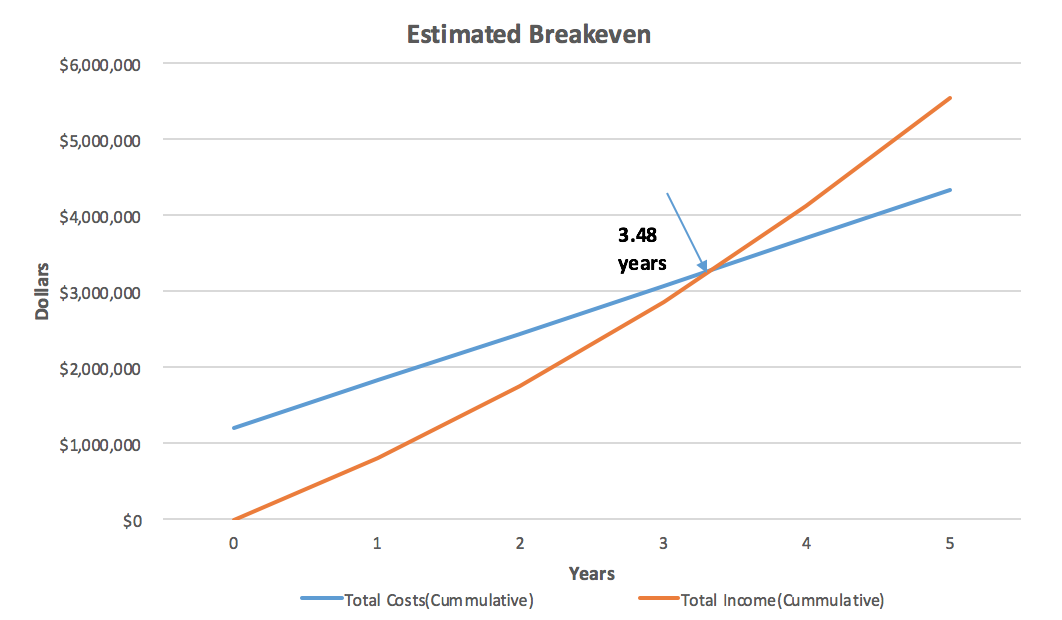 Estimated Breakeven
$6,000,000
$5,000,000
$4,000,000
$3,000,000
$2,000,000
$1,000,000
$0
Dollars
3.48
years
0 1 2 3 4 5
Years
Total Costs(Cummulative) Total Income(Cummulative)